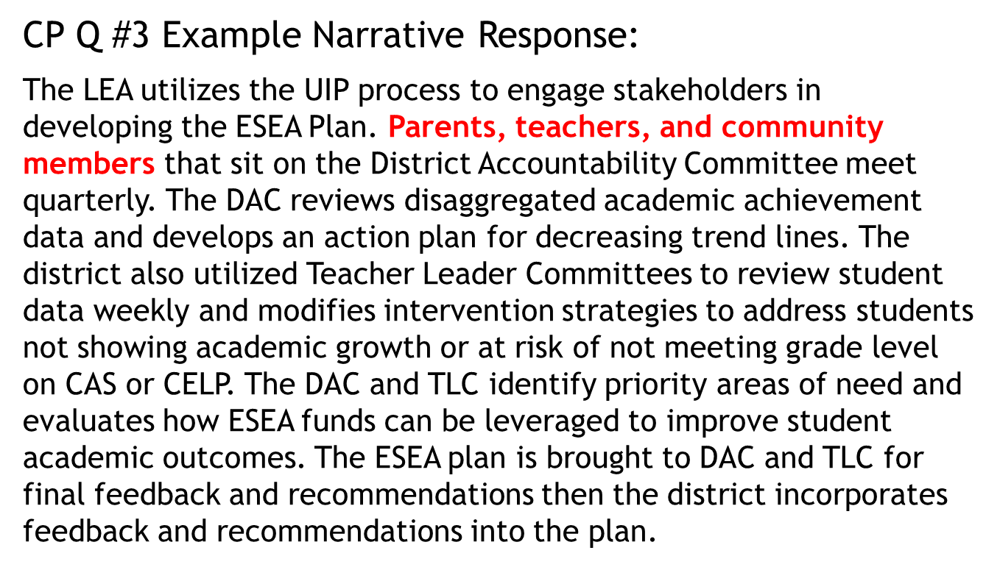 CP Q #3 Example Narrative Response:
The LEA utilizes the UIP process to engage stakeholders in
developing the ESEA Plan. Parents, teachers, and community
members that sit on the District Accountability Committee meet
quarterly. The DAC reviews disaggregated academic achievement
data and develops an action plan for decreasing trend lines. The
district also utilized Teacher Leader Committees to review student
data weekly and modifies intervention strategies to address students
not showing academic growth or at risk of not meeting grade level
on CAS or CELP. The DAC and TLC identify priority areas of need and
evaluates how ESEA funds can be leveraged to improve student
academic outcomes. The ESEA plan is brought to DAC and TLC for
final feedback and recommendations then the district incorporates
feedback and recommendations into the plan.